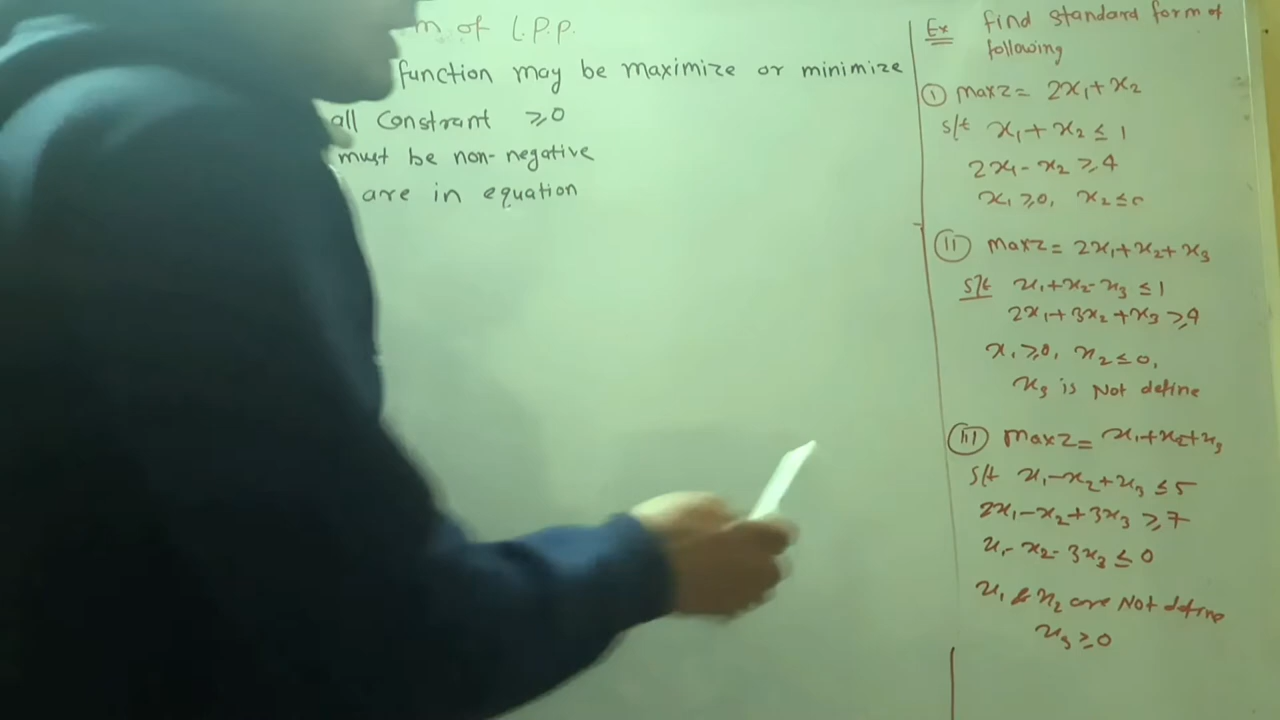 m of L.P.P.
function may be maximize or minimize
all Constrant ≥0
must be non-negative
are in equation
Ex find standard form of
following
(I) max z = 2x₁+x₂
s/t x₁+x₂ ≤ 1
2x₁-x₂ ≥ 4
x₁ ≥0, x₂ ≤0
(II) max z = 2x₁+x₂+x₃
s/t x₁+x₂-x₃ ≤ 1
2x₁+3x₂+x₃ ≥
x₁ ≥0, x₂ ≤0,
x₃ is Not define
(III) max z = x₁+x₂+x₃
s/t x₁-x₂+x₃ ≤ 5
2x₁-x₂+3x₃ ≥ 7
x₁-x₂-3x₃ ≤ 0
x₁ & x₂ are Not define
x₃ ≥0